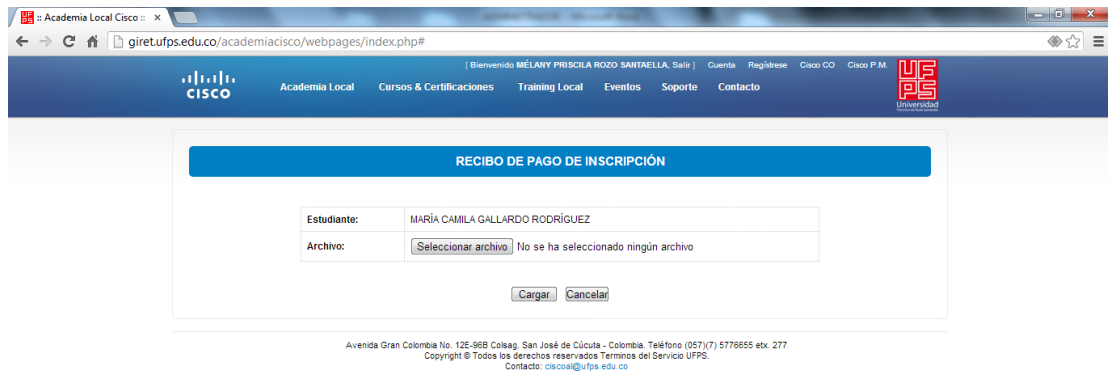 :: Academia Local Cisco ::
giret.ufps.edu.co/academiacisco/webpages/index.php#
[ Bienvenido MÉLANY PRISCILA ROZO SANTAELLA, Salir ] Cuenta Regístrese Cisco CO Cisco P.M.
CISCO
Academia Local Cursos & Certificaciones Training Local Eventos Soporte Contacto
UFPS
Universidad
RECIBO DE PAGO DE INSCRIPCIÓN
Estudiante: MARÍA CAMILA GALLARDO RODRÍGUEZ
Archivo: Seleccionar archivo No se ha seleccionado ningún archivo
Cargar Cancelar
Avenida Gran Colombia No. 12E-96B Colsag. San José de Cúcuta - Colombia. Teléfono (057)(7) 5776655 etx. 277
Copyright © Todos los derechos reservados Terminos del Servicio UFPS.
Contacto: ciscoal@ufps.edu.co